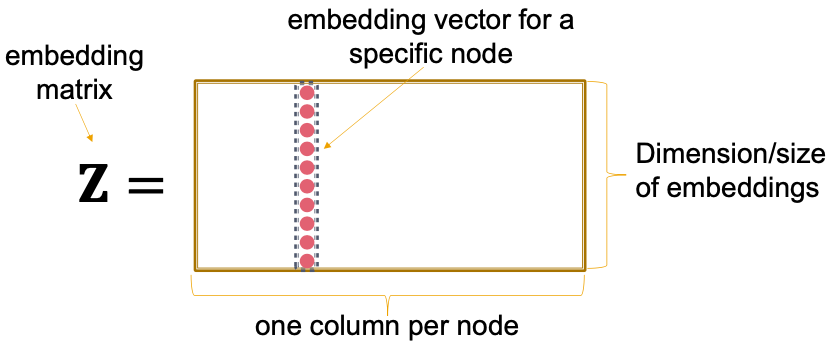 embedding vector for a
specific node
embedding
matrix
Z =
Dimension/size
of embeddings
one column per node